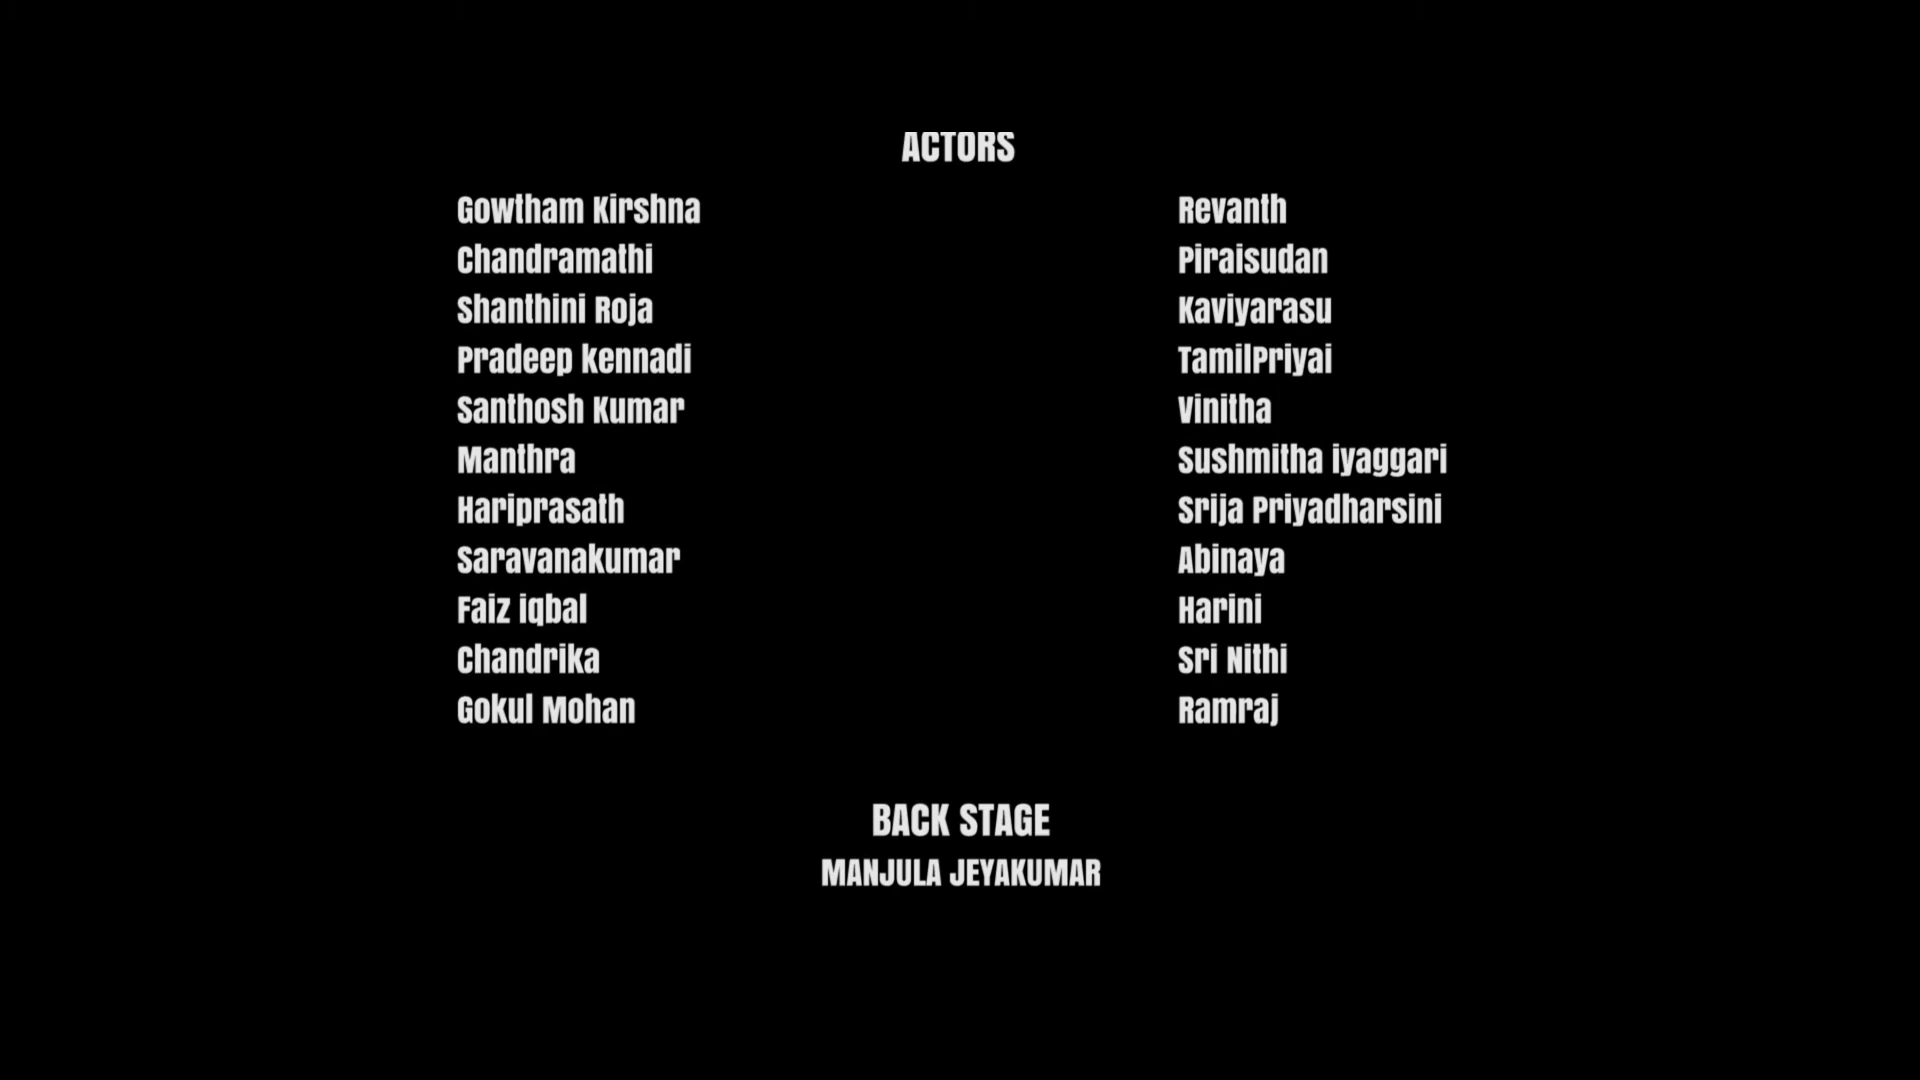 ACTORS
Gowtham Kirshna
Chandramathi
Shanthini Roja
Pradeep kennadi
Santhosh Kumar
Manthra
Hariprasath
Saravanakumar
Faiz iqbal
Chandrika
Gokul Mohan
Revanth
Piraisudan
Kaviyarasu
TamilPriyai
Vinitha
Sushmitha iyaggari
Srija Priyadharsini
Abinaya
Harini
Sri Nithi
Ramraj
BACK STAGE
MANJULA JEYAKUMAR